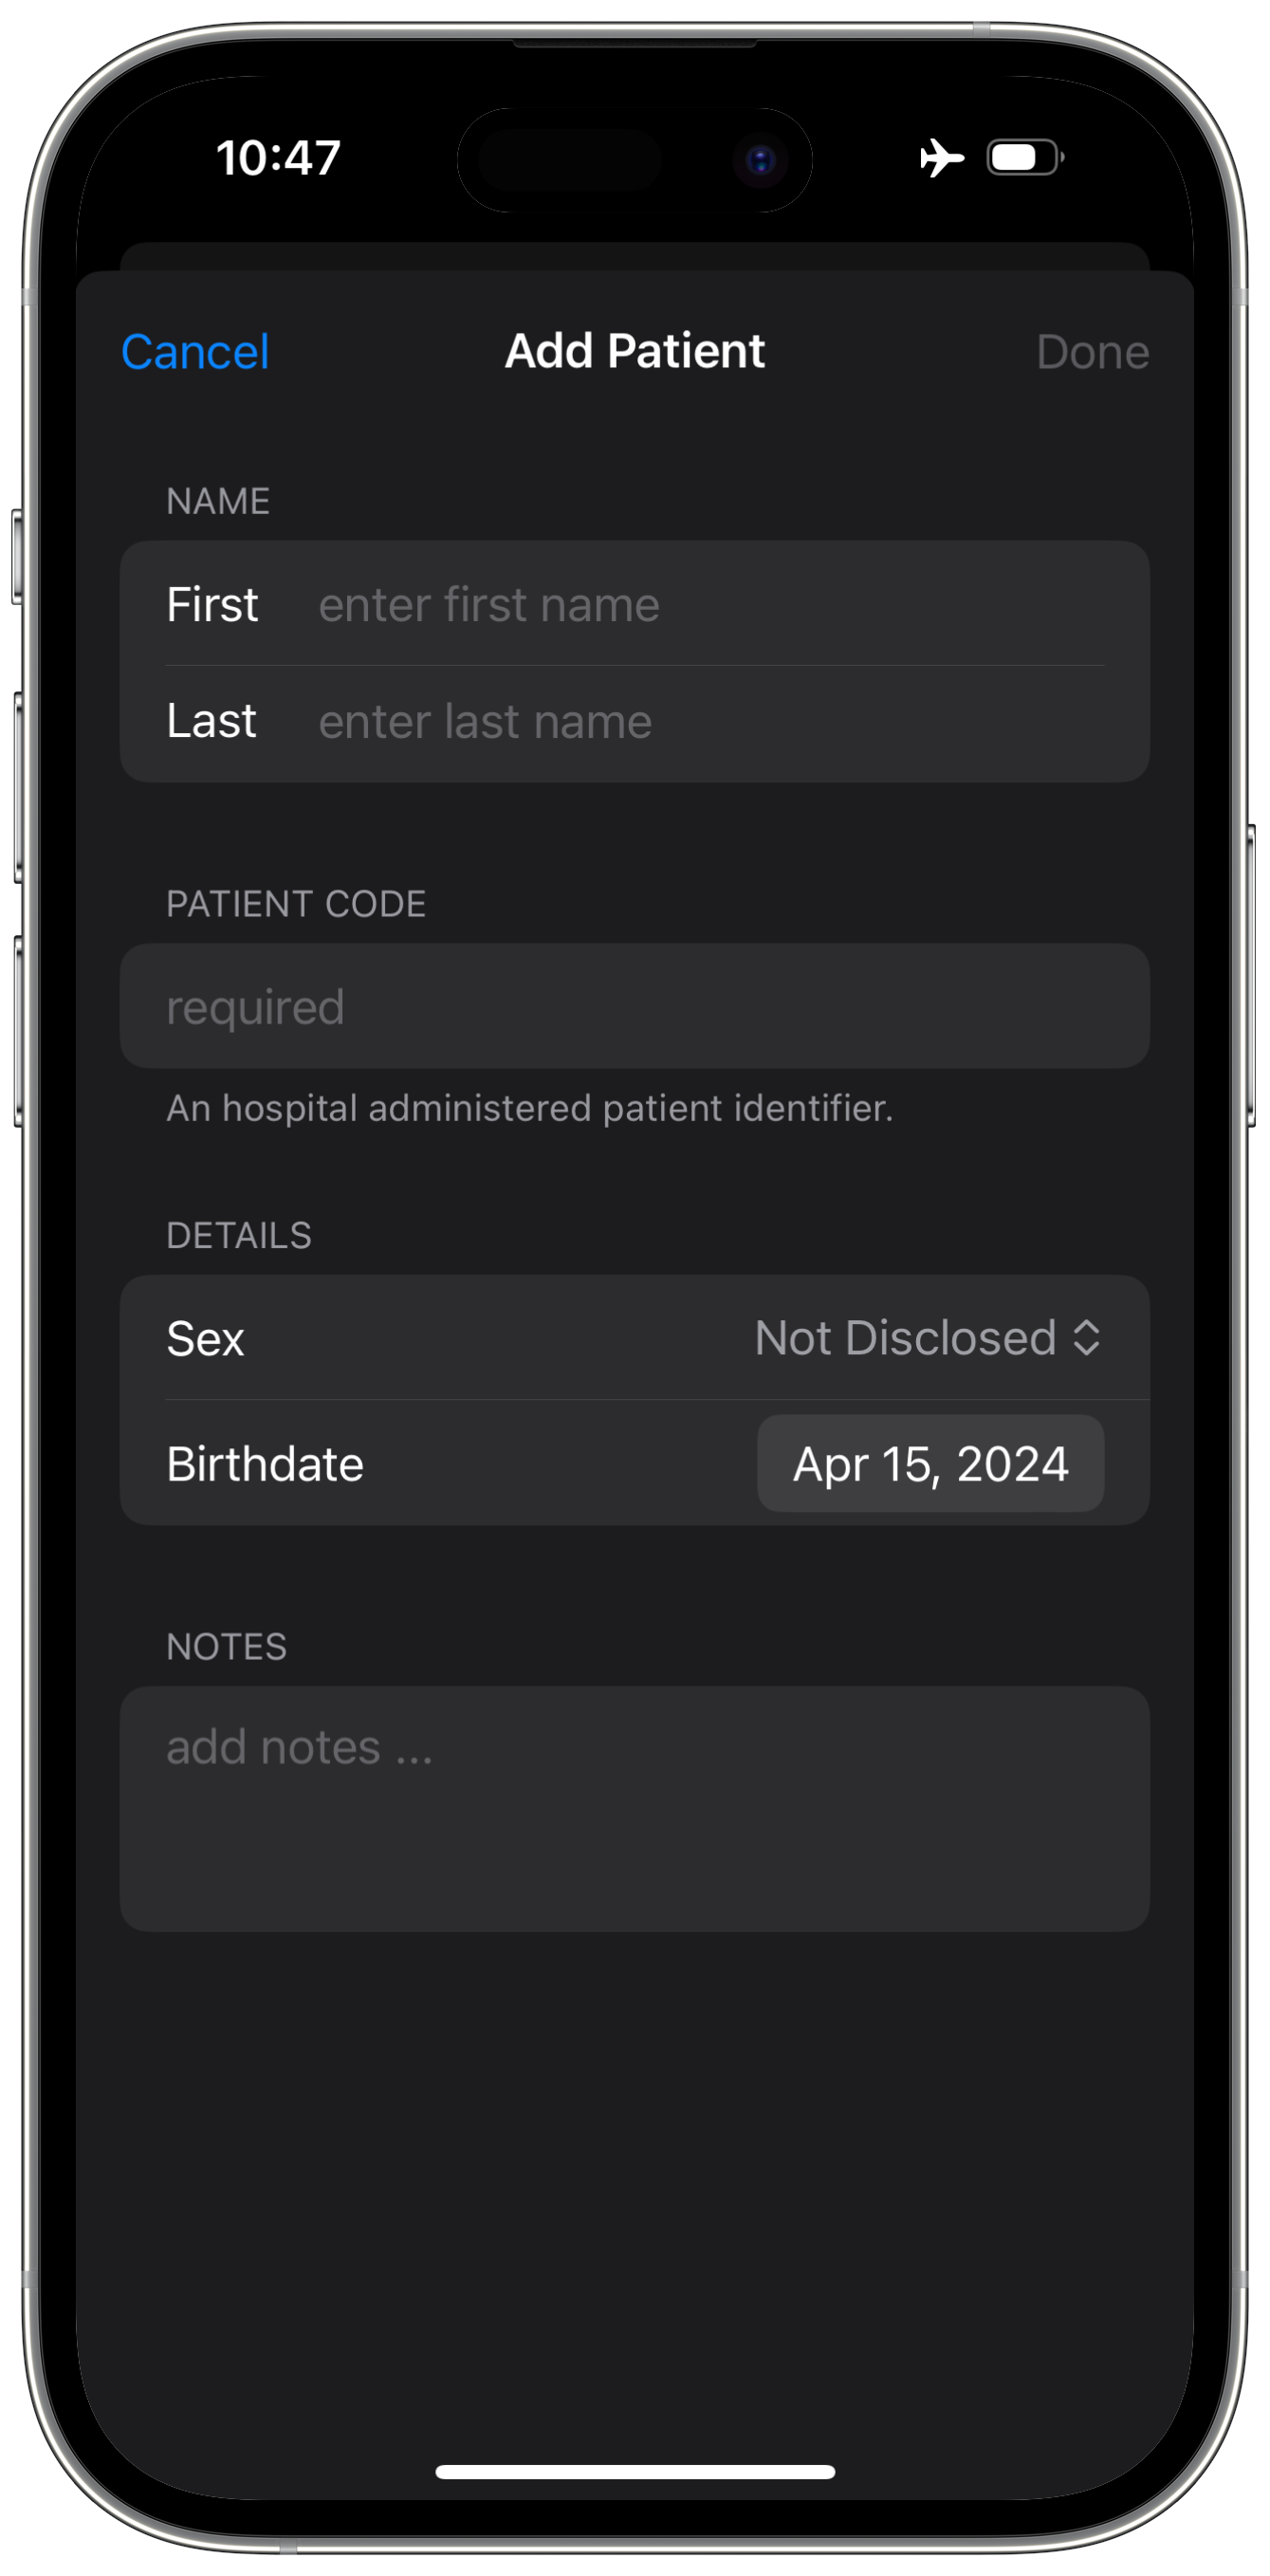 10:47
Cancel Add Patient Done
NAME
First enter first name
Last enter last name
PATIENT CODE
required
An hospital administered patient identifier.
DETAILS
Sex Not Disclosed
Birthdate Apr 15, 2024
NOTES
add notes ...